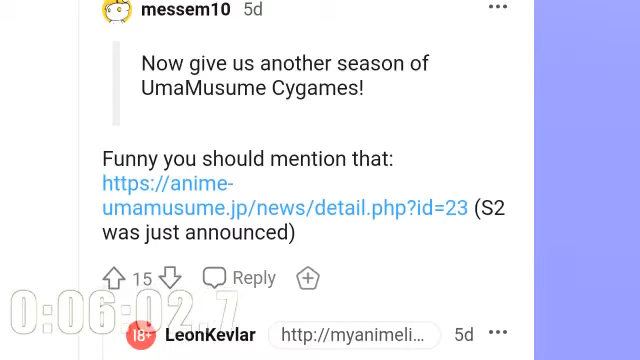 messem10 5d
Now give us another season of
UmaMusume Cygames!
Funny you should mention that:
https://anime-
umamusume.jp/news/detail.php?id=23 (S2
was just announced)
15 Reply
0:06:02.7
18+ LeonKevlar http://myanimeli... 5d